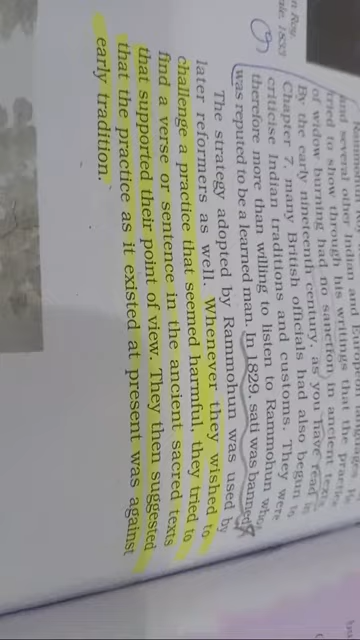 n Roy,
1833
and several other Indian and languages
tried to show through his writings that the practice
of widow burning had no sanction in ancient texts.
By the early nineteenth century, as you have read in
Chapter 7, many British officials had also begun to
criticise Indian traditions and customs. They were
therefore more than willing to listen to Rammohun who
was reputed to be a learned man. In 1829, sati was banned.
The strategy adopted by Rammohun was used by
later reformers as well. Whenever they wished to
challenge a practice that seemed harmful, they tried to
find a verse or sentence in the ancient sacred texts
that supported their point of view. They then suggested
that the practice as it existed at present was against
early tradition.